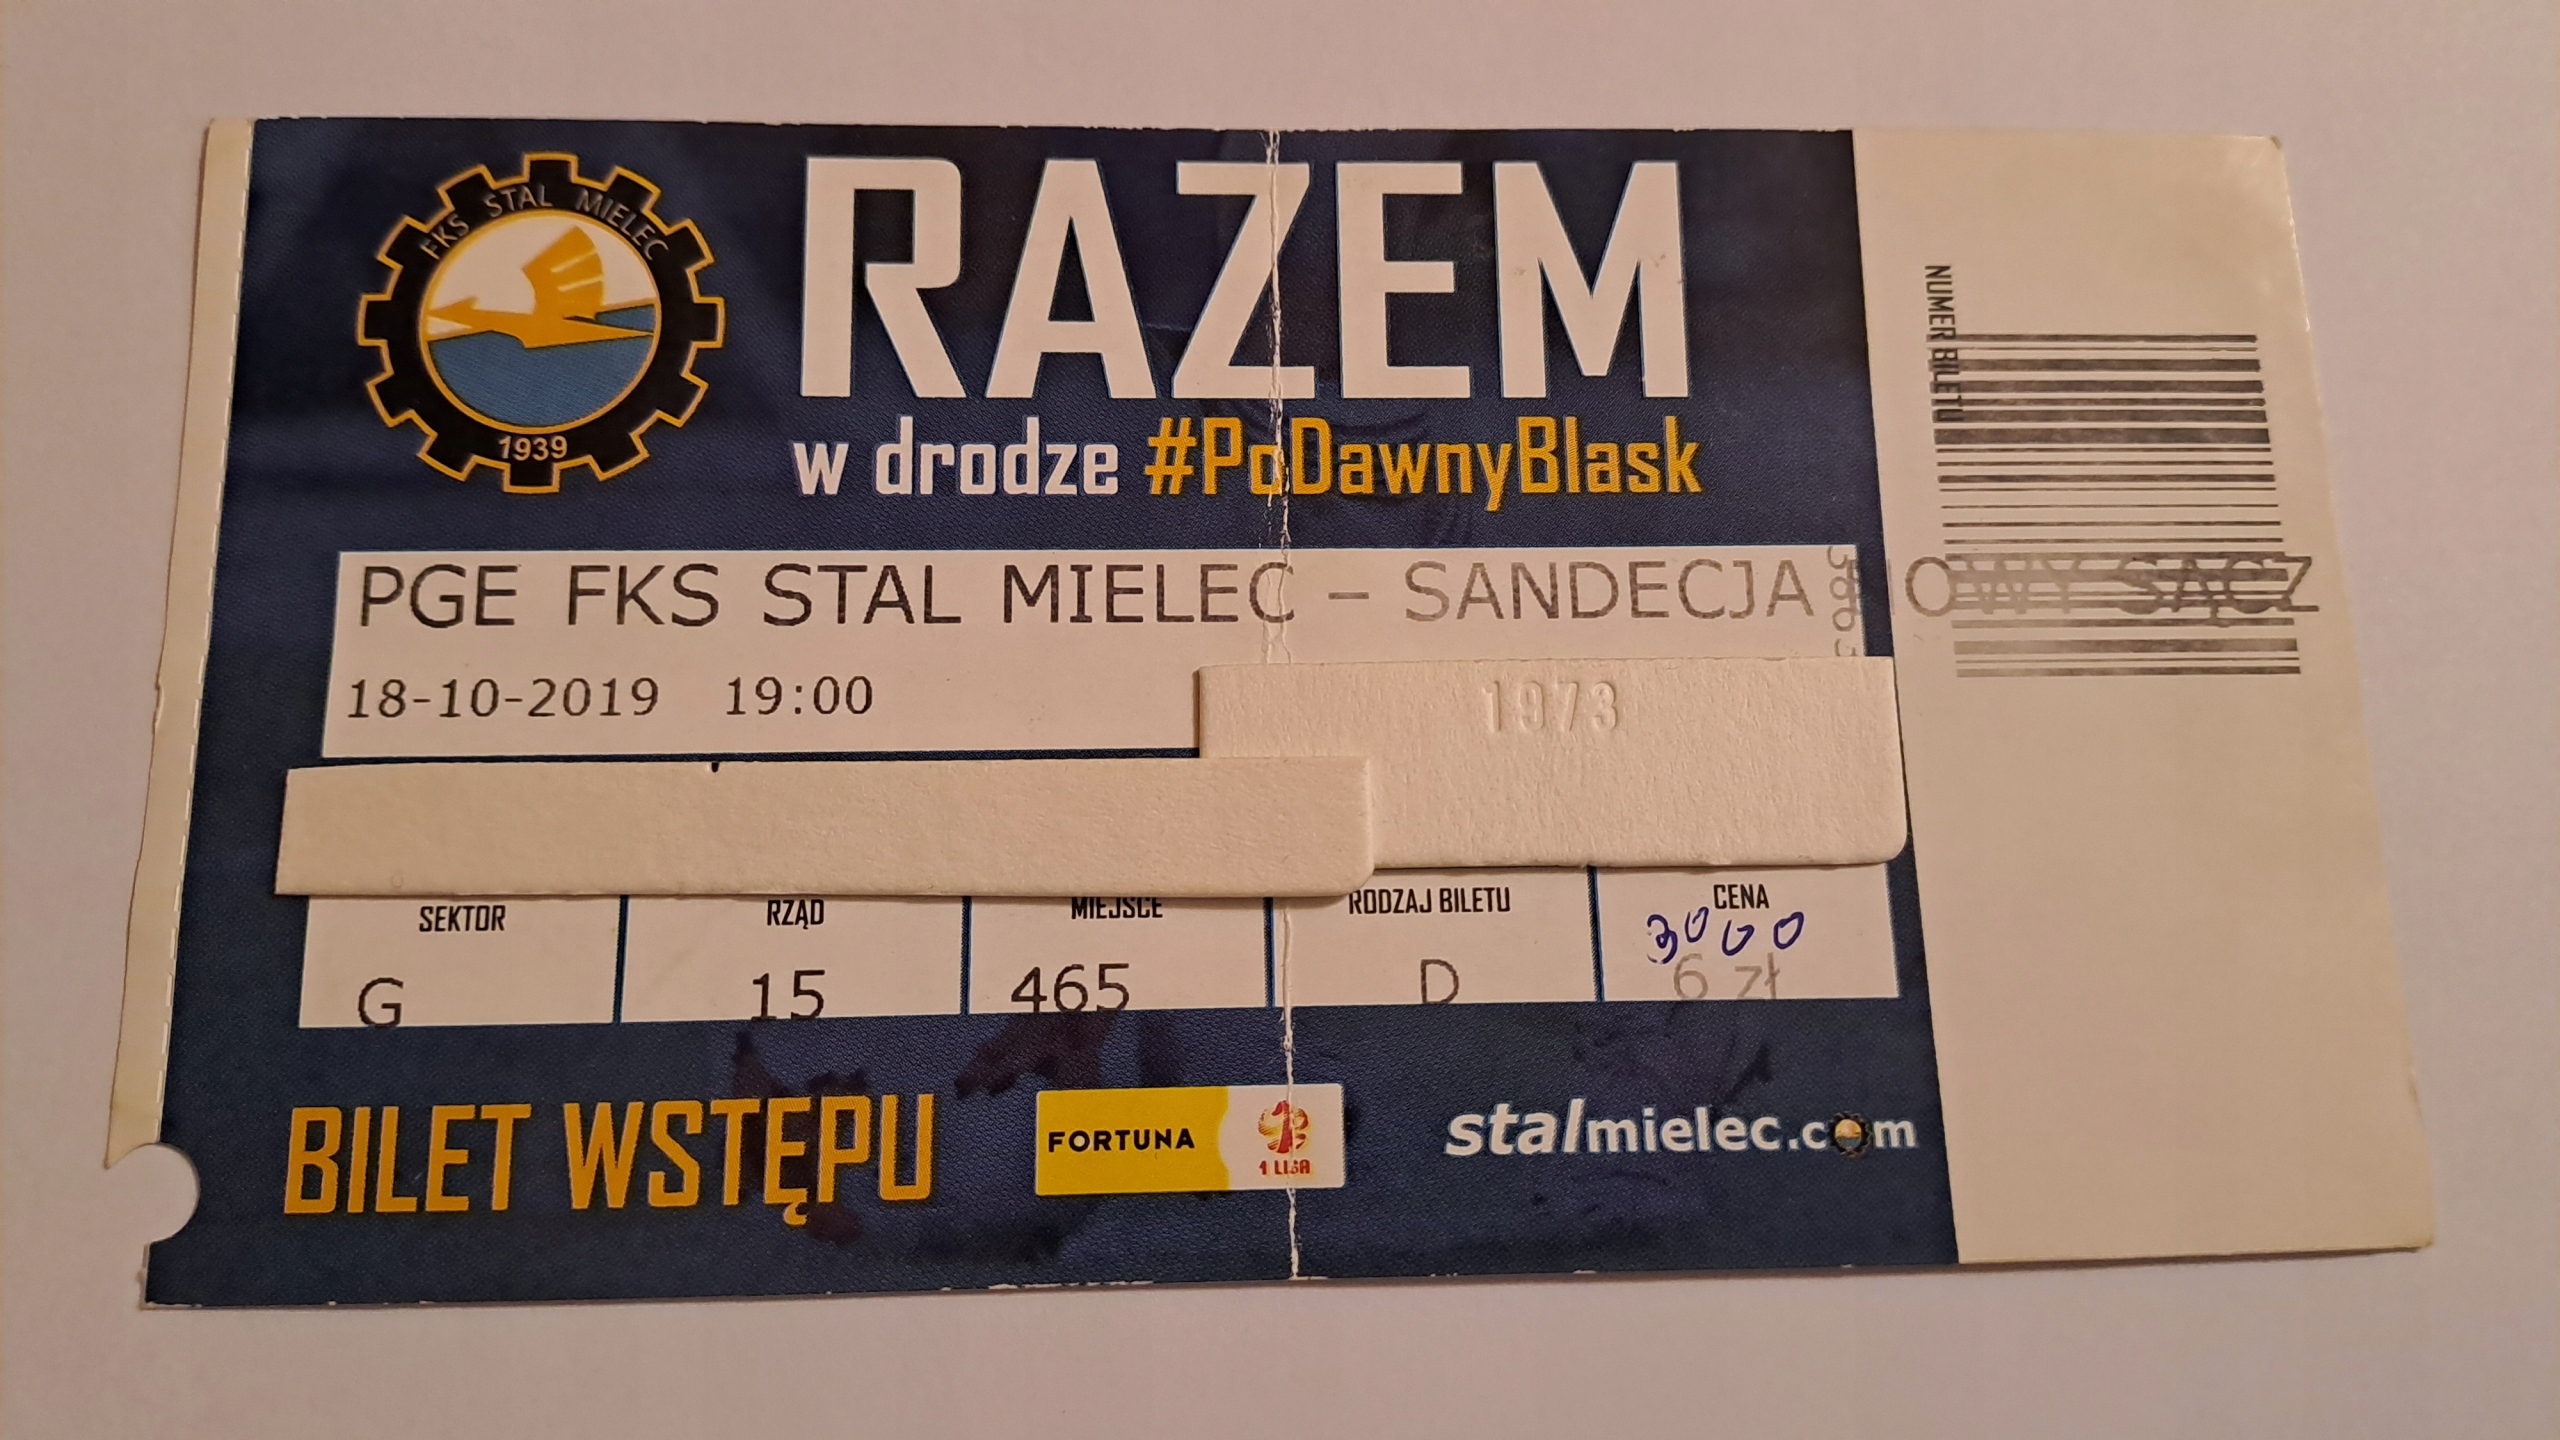 FKS STAL MIELEC
1939
RAZEM
w drodze #PoDawnyBlask
NUMER BILETU
PGE FKS STAL MIELEC – SANDECJA NOWY SĄCZ
18-10-2019 19:00
1973
SEKTOR RZĄD MIEJSCE RODZAJ BILETU CENA
3000
G 15 465 D 6 zł
BILET WSTĘPU
FORTUNA
1 LIGA
stalmielec.com